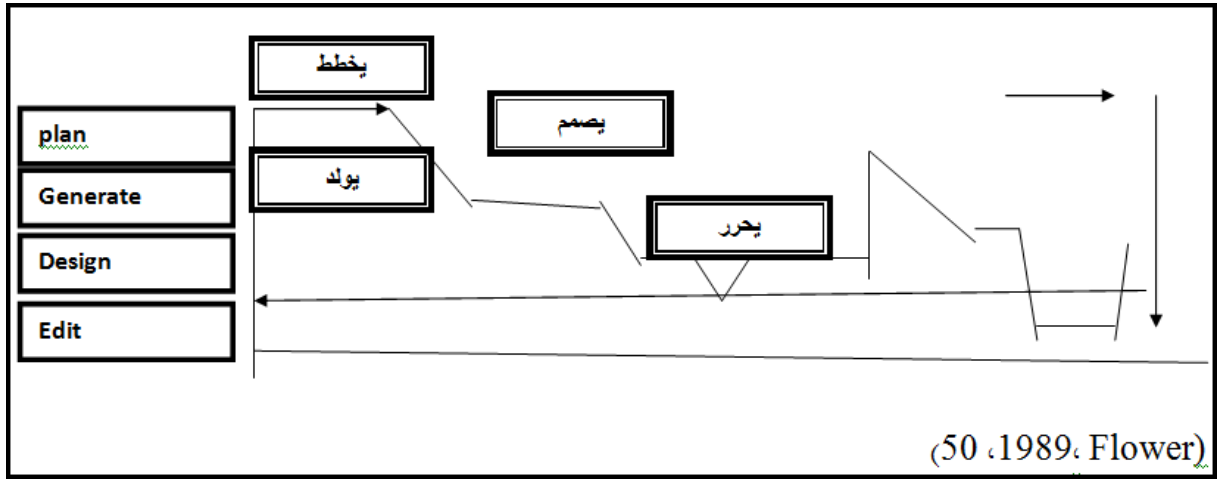 يخطط
يصمم
plan
يولد
Generate
يحرر
Design
Edit
(Flower ،1989، 50)